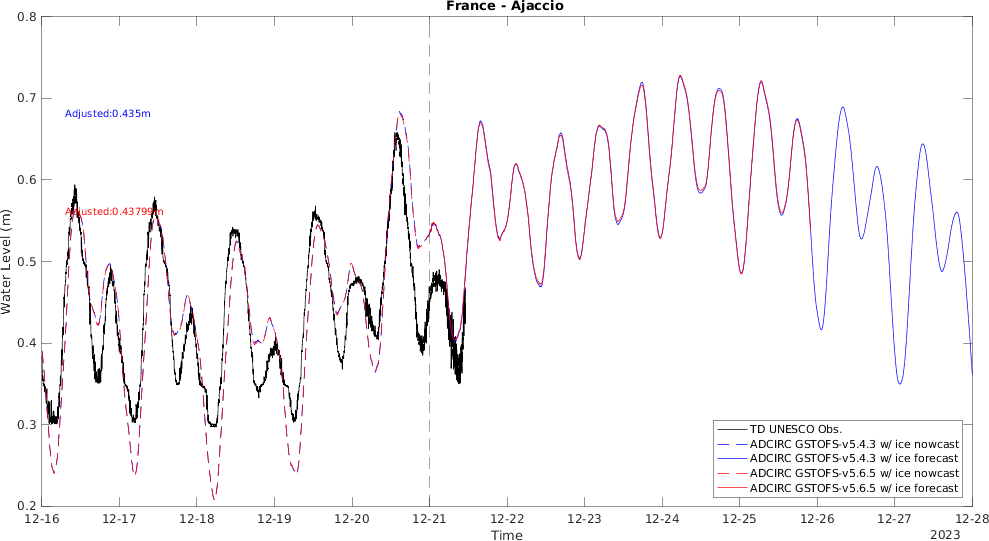 France - Ajaccio
0.8
0.7
0.6
0.5
0.4
0.3
0.2
Water Level (m)
Adjusted:0.435m
Adjusted:0.43799m
TD UNESCO Obs.
ADCIRC GSTOFS-v5.4.3 w/ ice nowcast
ADCIRC GSTOFS-v5.4.3 w/ ice forecast
ADCIRC GSTOFS-v5.6.5 w/ ice nowcast
ADCIRC GSTOFS-v5.6.5 w/ ice forecast
12-16 12-17 12-18 12-19 12-20 12-21 12-22 12-23 12-24 12-25 12-26 12-27 12-28
Time
2023